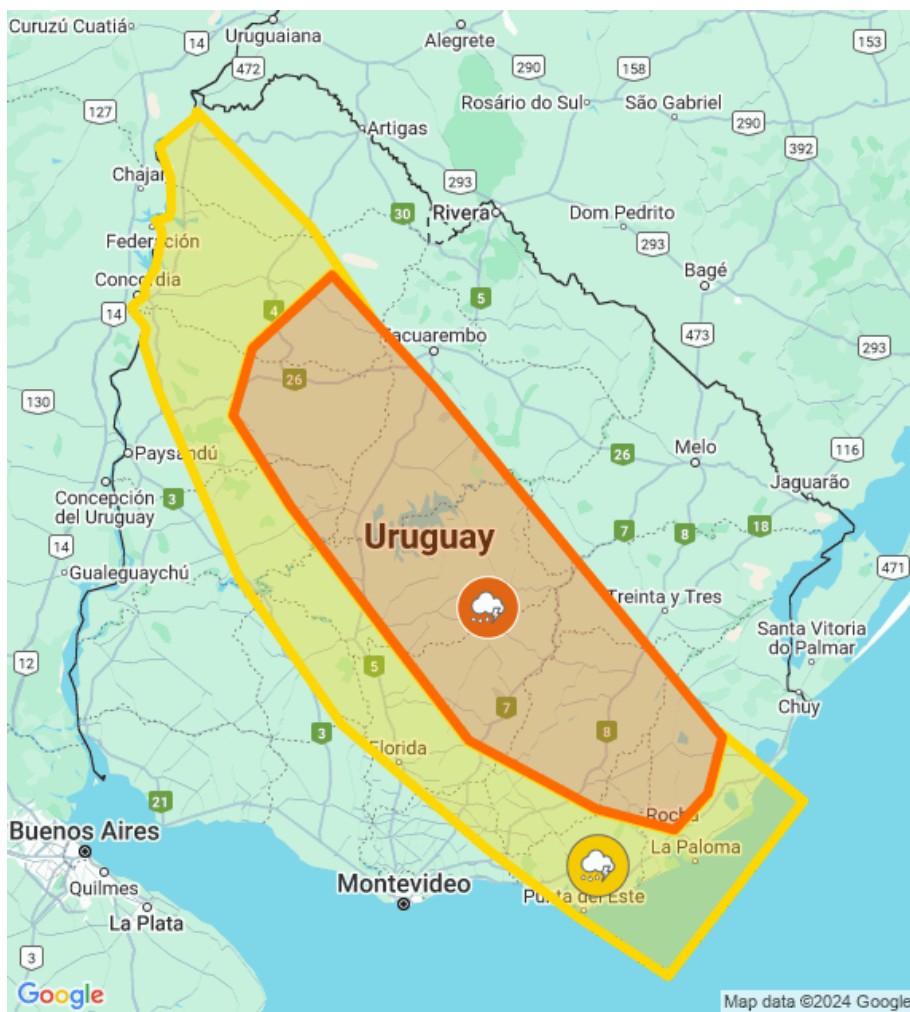 Curuzú Cuatiá
14
Uruguaiana
Alegrete
153
472
290
158
127
Rosário do Sul
São Gabriel
290
Artigas
392
Chajar
293
30
Rivera
Dom Pedrito
Federación
293
Bagé
Concordia
14
4
5
473
Tacuarembo
293
26
130
Paysandú
26
Melo
116
Concepción
del Uruguay
3
Jaguarão
14
Uruguay
7
8
18
Gualeguaychú
471
Treinta y Tres
Santa Vitoria
do Palmar
12
5
Chuy
7
3
8
Florida
21
Rocha
Buenos Aires
La Paloma
Quilmes
Montevideo
Punta del Este
La Plata
3
Google
Map data ©2024 Google